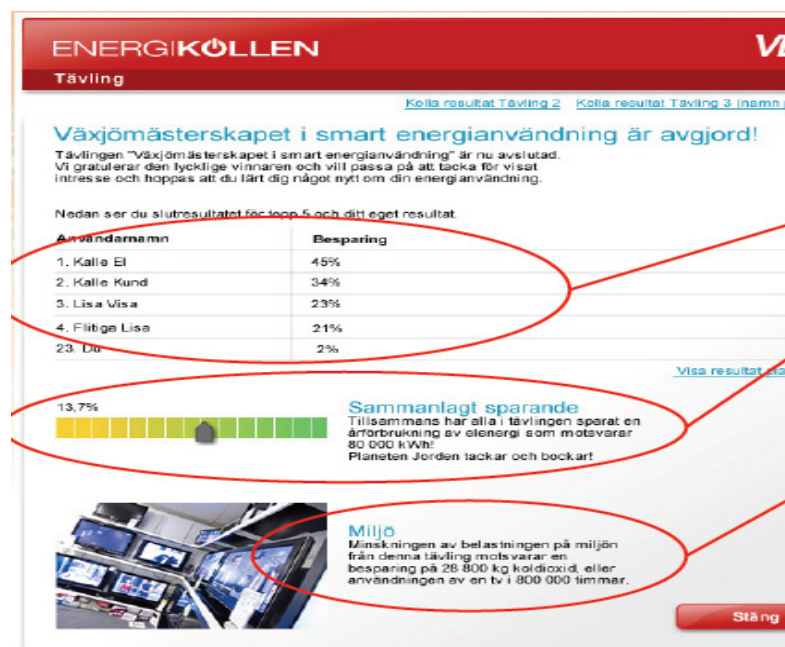 ENERGIKOLLEN
Tävling
Kolla resultat Tävling 2 Kolla resultat Tävling 3 (namn
Växjömästerskapet i smart energianvändning är avgjord!
Tävlingen "Växjömästerskapet i smart energianvändning" är nu avslutad.
Vi gratulerar den lycklige vinnaren och vill passa på att tacka för visat
intresse och hoppas att du lärt dig något nytt om din energianvändning.
Nedan ser du slutresultatet för topp 5 och ditt eget resultat
Användarnamn Besparing
1. Kalle El 45%
2. Kalle Kund 34%
3. Lisa Visa 23%
4. Flitiga Lisa 21%
23. Du 2%
Visa resultat
13,7%
Sammanlagt sparande
Tillsammans har alla i tävlingen sparat en
årförbrukning av elenergi som motsvarar
80 000 kWh!
Planeten Jorden tackar och bockar!
Miljö
Minskningen av belastningen på miljön
från denna tävling motsvarar en
besparing på 28 800 kg koldioxid, eller
användningen av en tv i 800 000 timmar.
Stäng